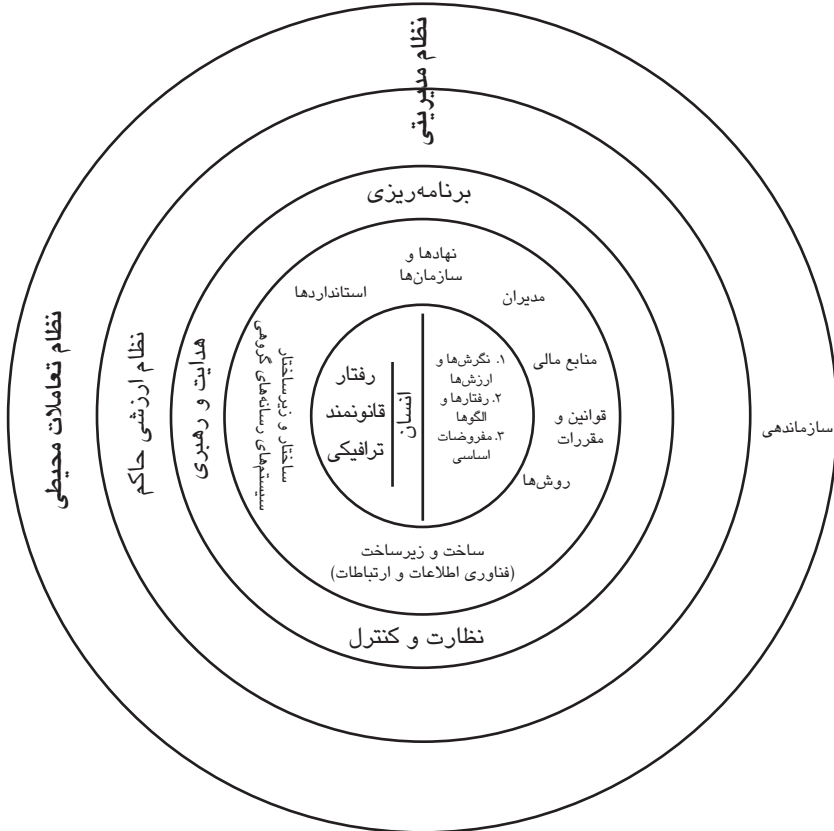 نظام مدیریتی
برنامه‌ریزی
نهادها و
سازمان‌ها
استانداردها
مدیران
منابع مالی
قوانین و
مقررات
روش‌ها
سازماندهی
۱. نگرش‌ها و
ارزش‌ها
۲. رفتارها و
الگوها
۳. مفروضات
اساسی
انسان
رفتار
قانونمند
ترافیکی
ساختار و زیرساختار
سیستم‌های رسانه‌های گروهی
هدایت و رهبری
نظام ارزشی حاکم
نظام تعاملات محیطی
ساخت و زیرساخت
(فناوری اطلاعات و ارتباطات)
نظارت و کنترل